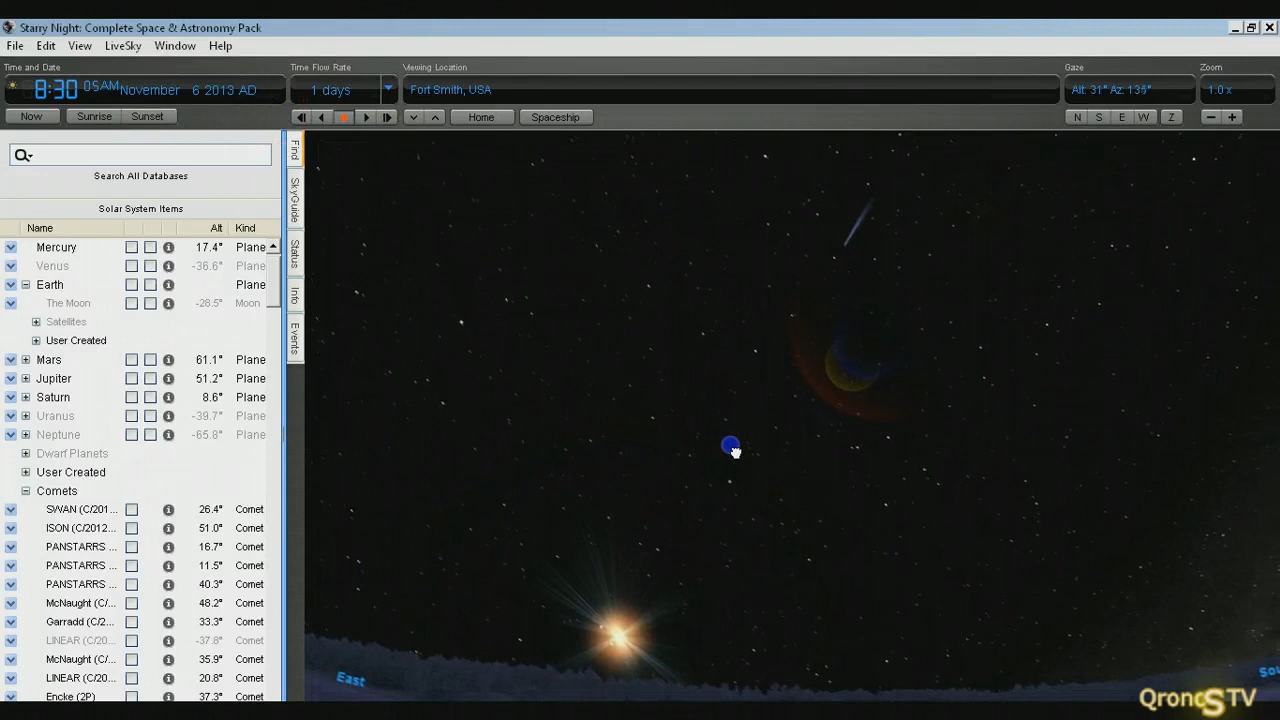 Starry Night: Complete Space & Astronomy Pack
File Edit View LiveSky Window Help
Time and Date Time Flow Rate Viewing Location Gaze Zoom
8:30 05AM November 6 2013 AD 1 days Fort Smith, USA Alt: 31° Az: 136° 1.0 x
Now Sunrise Sunset Home Spaceship N S E W Z
Find
SkyGuide
Status
Info
Events
Search All Databases
Solar System Items
Name Alt Kind
Mercury 17.4° Plane
Venus -36.6° Plane
Earth Plane
The Moon -28.5° Moon
Satellites
User Created
Mars 61.1° Plane
Jupiter 51.2° Plane
Saturn 8.6° Plane
Uranus -39.7° Plane
Neptune -65.8° Plane
Dwarf Planets
User Created
Comets
SWAN (C/201... 26.4° Comet
ISON (C/2012... 51.0° Comet
PANSTARRS ... 16.7° Comet
PANSTARRS ... 11.5° Comet
PANSTARRS ... 40.3° Comet
McNaught (C/... 48.2° Comet
Garradd (C/2... 33.3° Comet
LINEAR (C/20... -37.8° Comet
McNaught (C/... 35.9° Comet
LINEAR (C/20... 20.8° Comet
Encke (2P) 37.3° Comet
East
QroncSTV